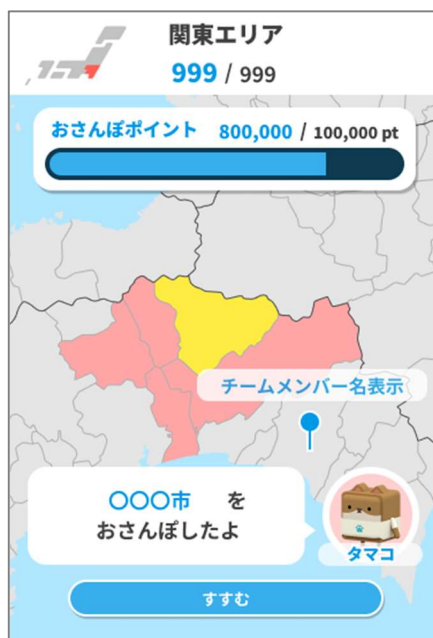 関東エリア
999 / 999
おさんぽポイント 800,000 / 100,000 pt
チームメンバー名表示
〇〇〇市 を
おさんぽしたよ
タマコ
すすむ